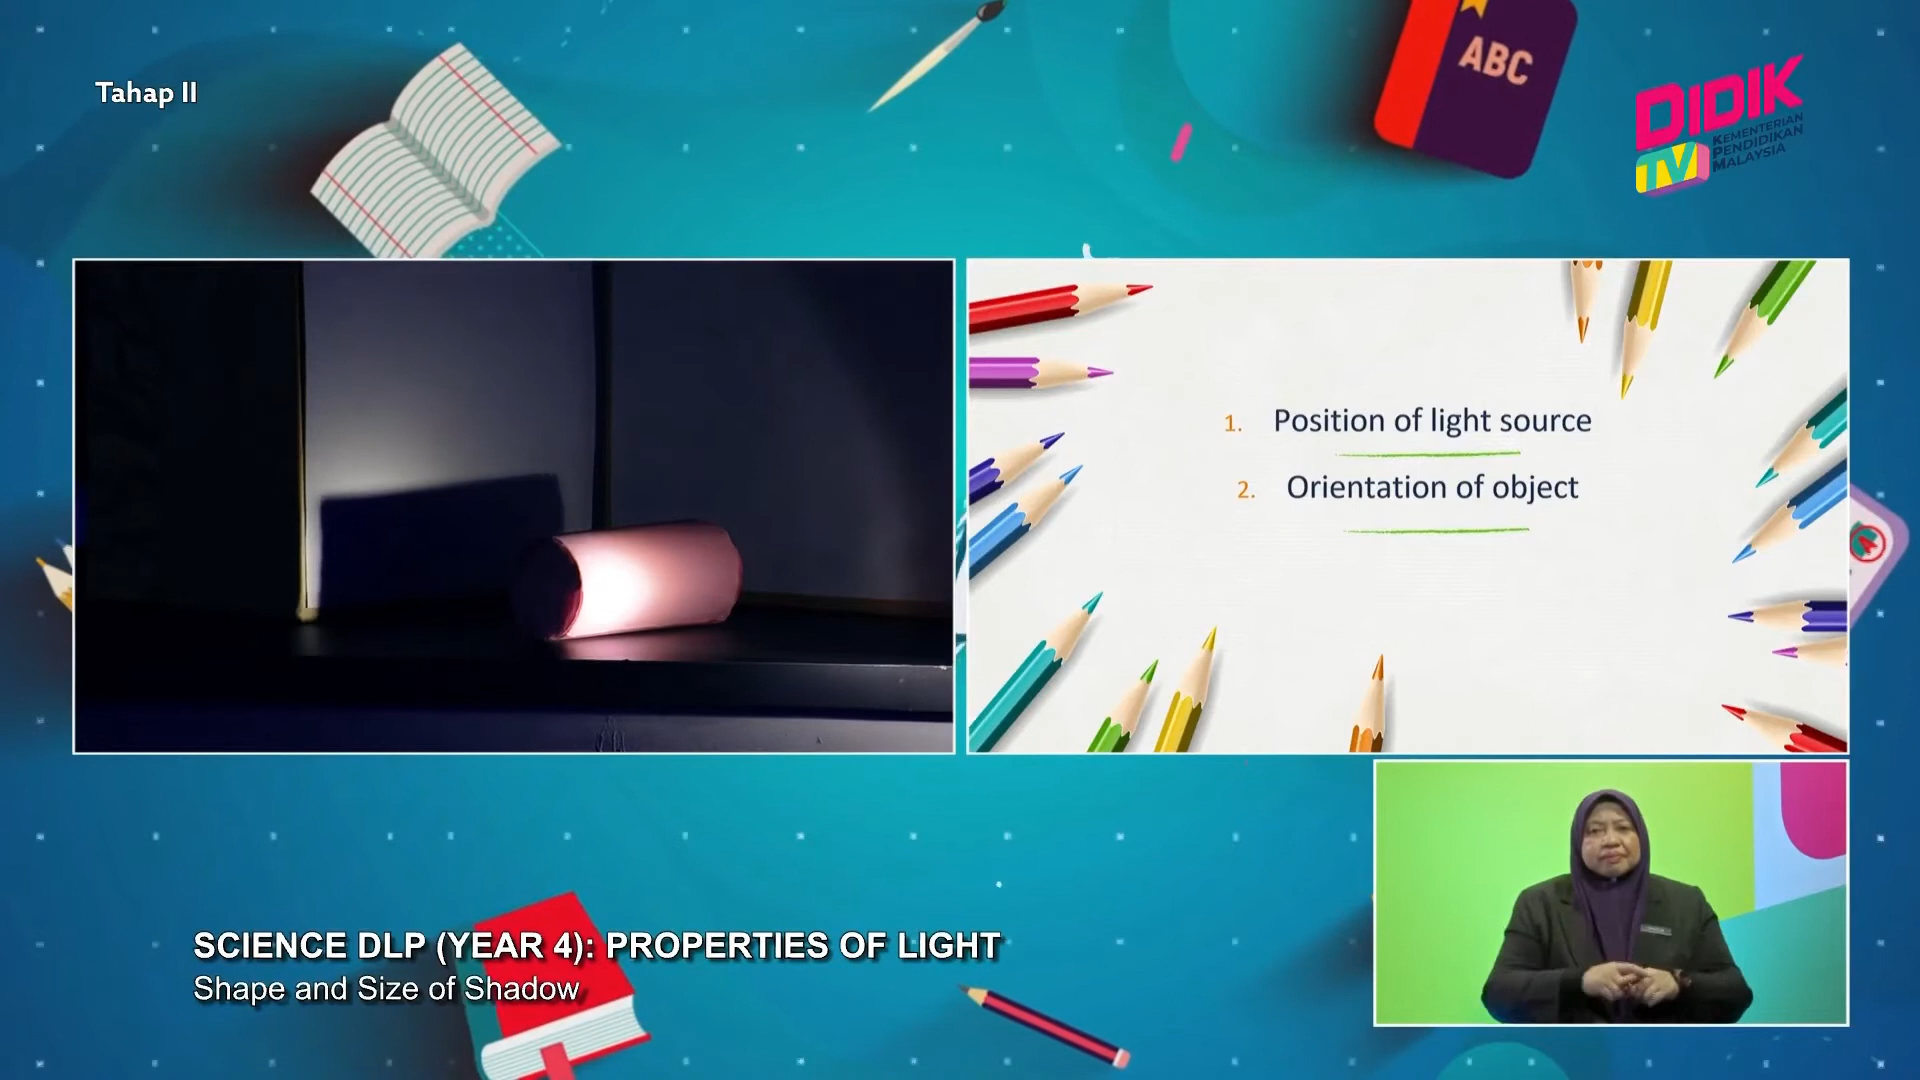 Tahap II
ABC
DIDIK
TV
KEMENTERIAN
PENDIDIKAN
MALAYSIA
1. Position of light source
2. Orientation of object
A
SCIENCE DLP (YEAR 4): PROPERTIES OF LIGHT
Shape and Size of Shadow